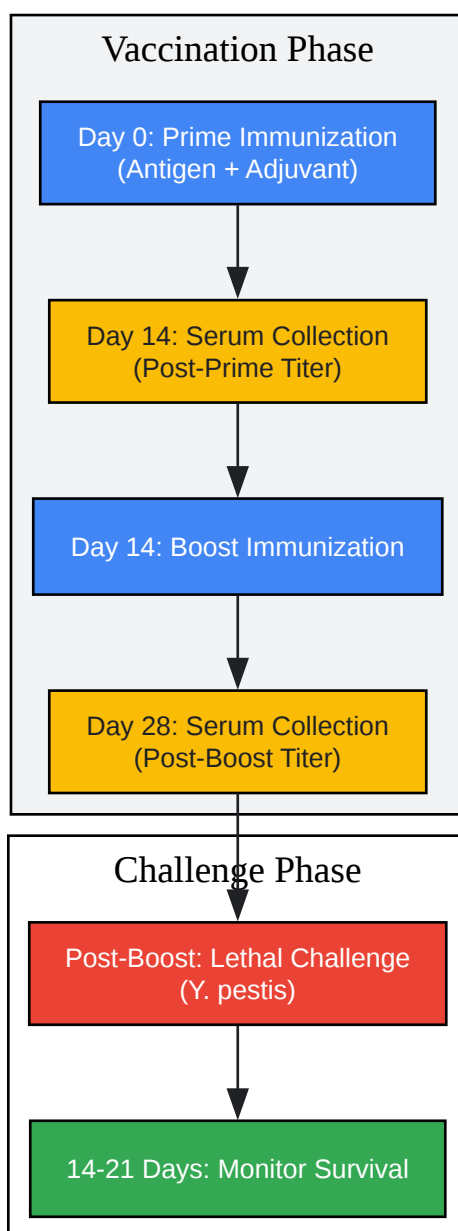 Vaccination Phase
Day 0: Prime Immunization
(Antigen + Adjuvant)
Day 14: Serum Collection
(Post-Prime Titer)
Day 14: Boost Immunization
Day 28: Serum Collection
(Post-Boost Titer)
Challenge Phase
Post-Boost: Lethal Challenge
(Y. pestis)
14-21 Days: Monitor Survival